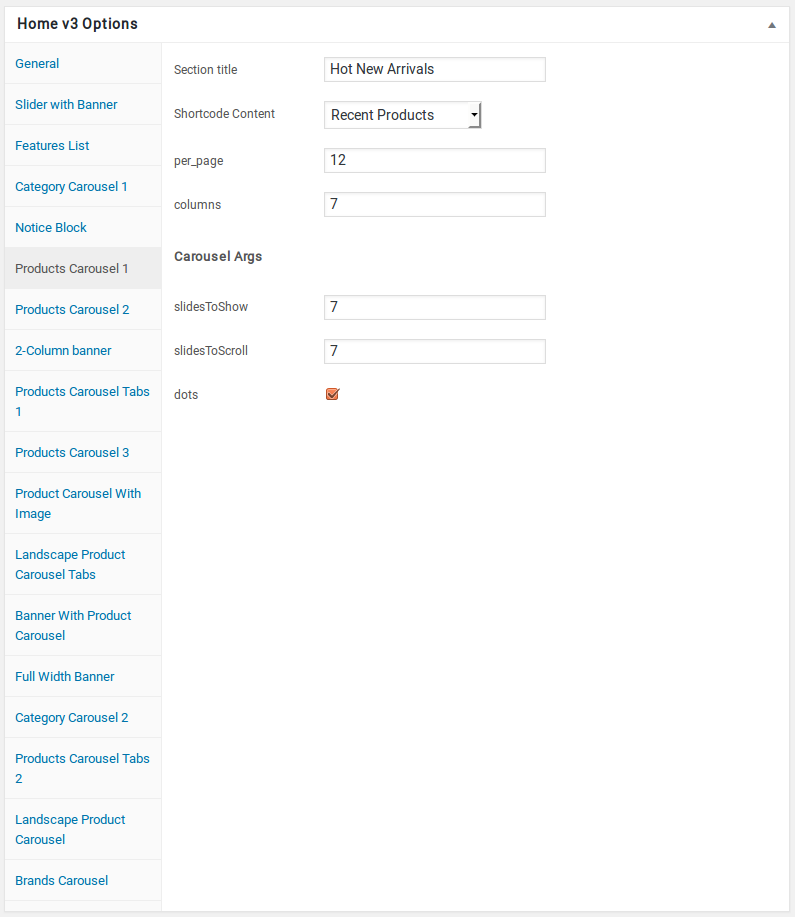 Home v3 Options
General
Slider with Banner
Features List
Category Carousel 1
Notice Block
Products Carousel 1
Products Carousel 2
2-Column banner
Products Carousel Tabs
1
Products Carousel 3
Product Carousel With
Image
Landscape Product
Carousel Tabs
Banner With Product
Carousel
Full Width Banner
Category Carousel 2
Products Carousel Tabs
2
Landscape Product
Carousel
Brands Carousel
Section title Hot New Arrivals
Shortcode Content Recent Products
per_page 12
columns 7
Carousel Args
slidesToShow 7
slidesToScroll 7
dots